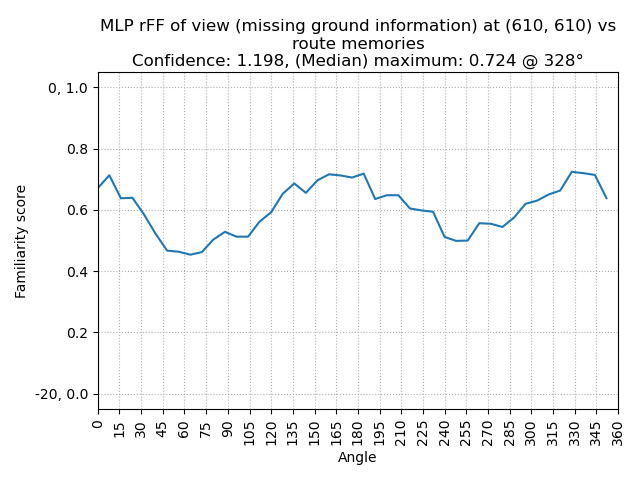 MLP rFF of view (missing ground information) at (610, 610) vs
route memories
Confidence: 1.198, (Median) maximum: 0.724 @ 328°
0, 1.0
0.8
0.6
0.4
0.2
-20, 0.0
Familiarity score
0 15 30 45 60 75 90 105 120 135 150 165 180 195 210 225 240 255 270 285 300 315 330 345 360
Angle